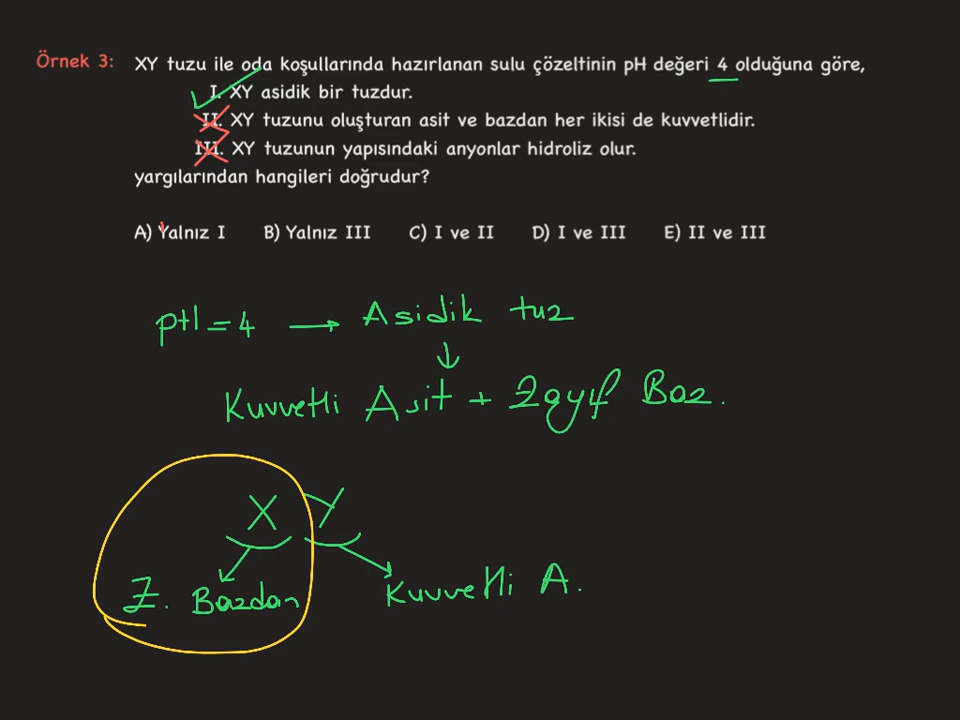 Örnek 3: XY tuzu ile oda koşullarında hazırlanan sulu çözeltinin pH değeri 4 olduğuna göre,
I. XY asidik bir tuzdur.
II. XY tuzunu oluşturan asit ve bazdan her ikisi de kuvvetlidir.
III. XY tuzunun yapısındaki anyonlar hidroliz olur.
yargılarından hangileri doğrudur?
A) Yalnız I B) Yalnız III C) I ve II D) I ve III E) II ve III
pH = 4 → Asidik tuz
↓
Kuvvetli Asit + Zayıf Baz.
X Y
Z. Bazdan Kuvvetli A.